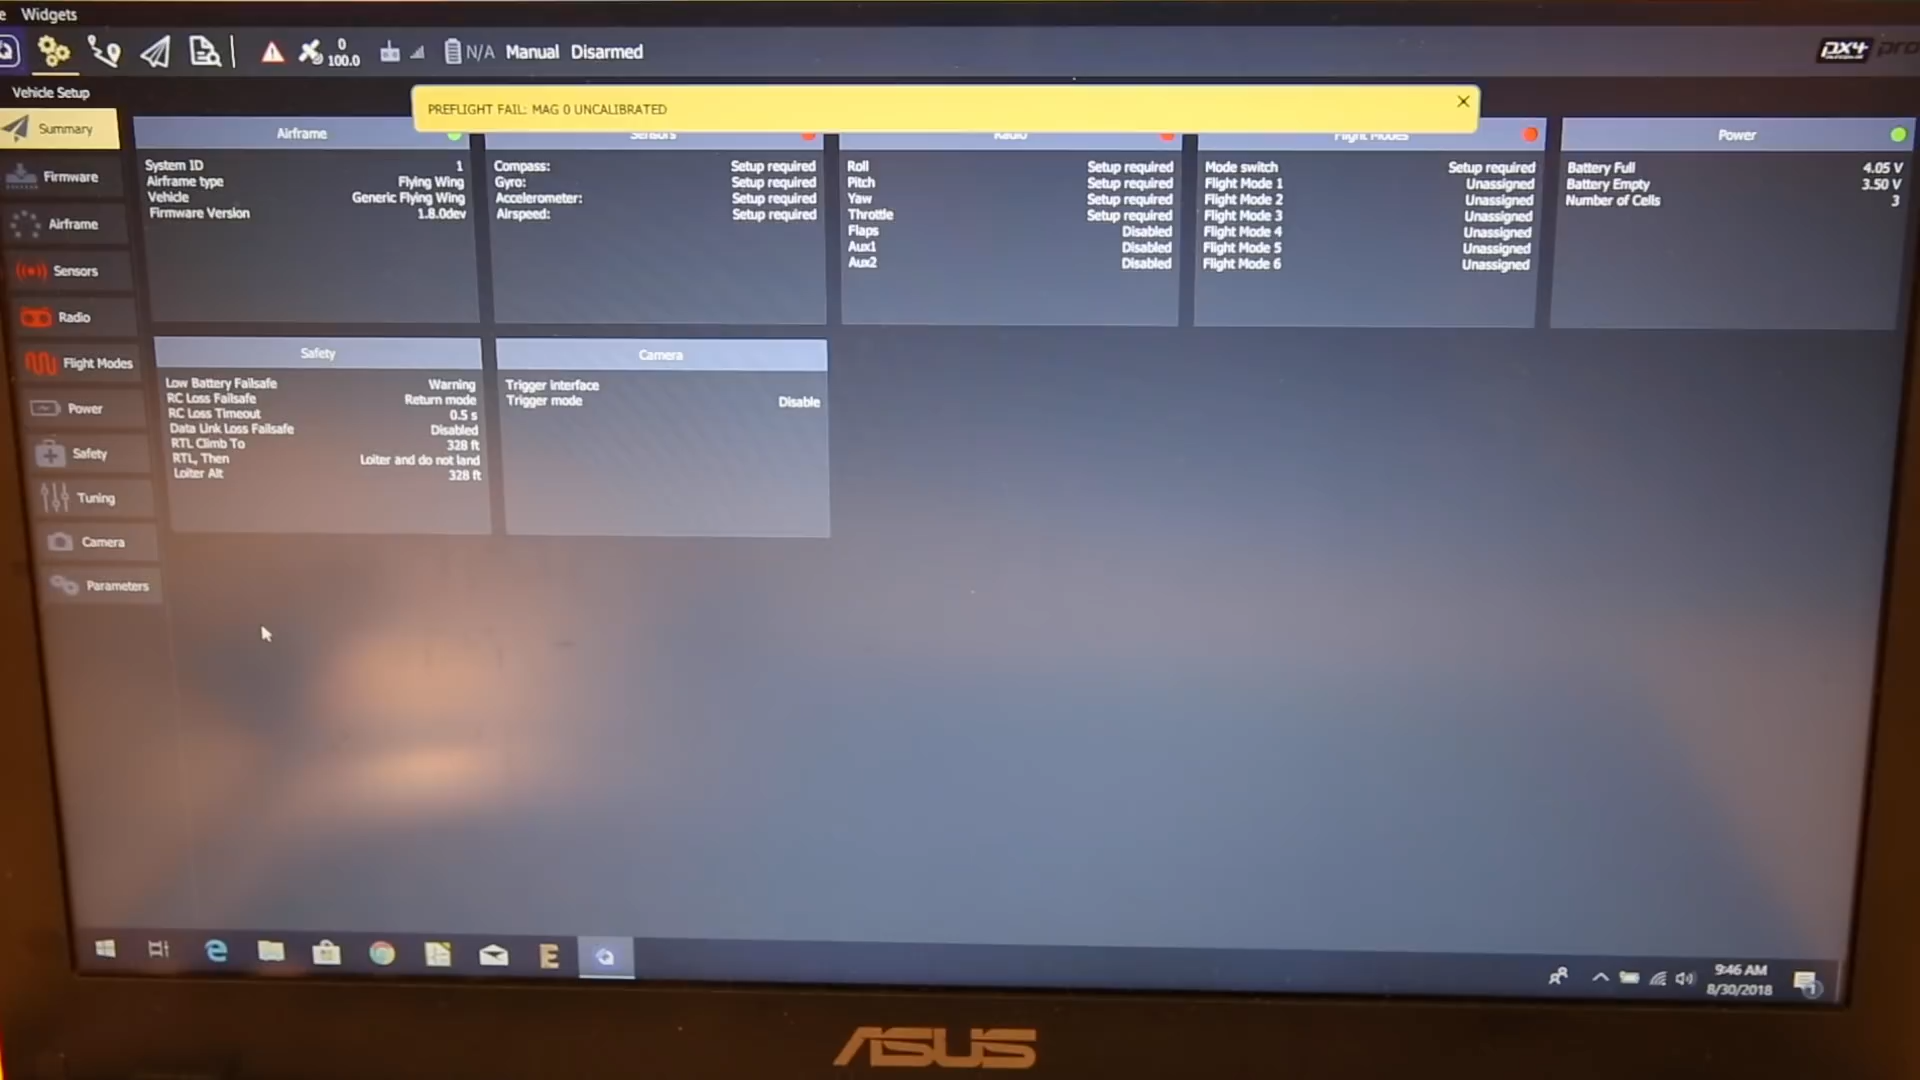 Widgets
0
100.0
N/A Manual Disarmed
px4 pro
Vehicle Setup
PREFLIGHT FAIL: MAG 0 UNCALIBRATED
Summary
Firmware
Airframe
Sensors
Radio
Flight Modes
Power
Safety
Tuning
Camera
Parameters
Airframe
System ID 1
Airframe type Flying Wing
Vehicle Generic Flying Wing
Firmware Version 1.8.0dev
Sensors
Compass: Setup required
Gyro: Setup required
Accelerometer: Setup required
Airspeed: Setup required
Radio
Roll Setup required
Pitch Setup required
Yaw Setup required
Throttle Setup required
Flaps Disabled
Aux1 Disabled
Aux2 Disabled
Flight Modes
Mode switch Setup required
Flight Mode 1 Unassigned
Flight Mode 2 Unassigned
Flight Mode 3 Unassigned
Flight Mode 4 Unassigned
Flight Mode 5 Unassigned
Flight Mode 6 Unassigned
Power
Battery Full 4.05 V
Battery Empty 3.50 V
Number of Cells 3
Safety
Low Battery Failsafe Warning
RC Loss Failsafe Return mode
RC Loss Timeout 0.5 s
Data Link Loss Failsafe Disabled
RTL Climb To 328 ft
RTL, Then Loiter and do not land
Loiter Alt 328 ft
Camera
Trigger interface
Trigger mode Disable
9:46 AM
8/30/2018
1
ASUS